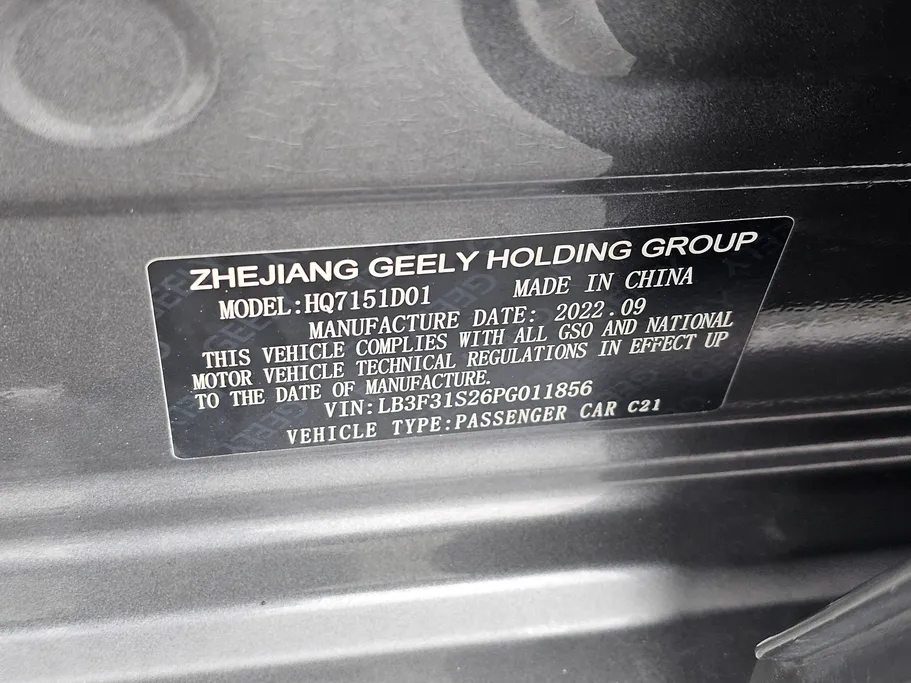 ZHEJIANG GEELY HOLDING GROUP
MODEL:HQ7151D01 MADE IN CHINA
MANUFACTURE DATE: 2022.09
THIS VEHICLE COMPLIES WITH ALL GSO AND NATIONAL
MOTOR VEHICLE TECHNICAL REGULATIONS IN EFFECT UP
TO THE DATE OF MANUFACTURE.
VIN:LB3F31S26PG011856
VEHICLE TYPE:PASSENGER CAR C21